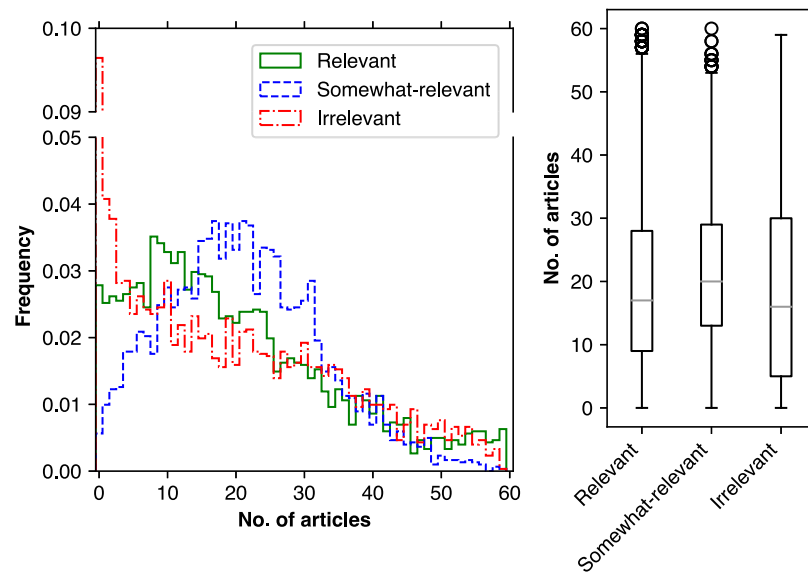 0.10
0.09
0.05
0.04
0.03
0.02
0.01
0.00
Frequency
0 10 20 30 40 50 60
No. of articles
Relevant
Somewhat-relevant
Irrelevant
60
50
40
30
20
10
0
No. of articles
Relevant
Somewhat-relevant
Irrelevant